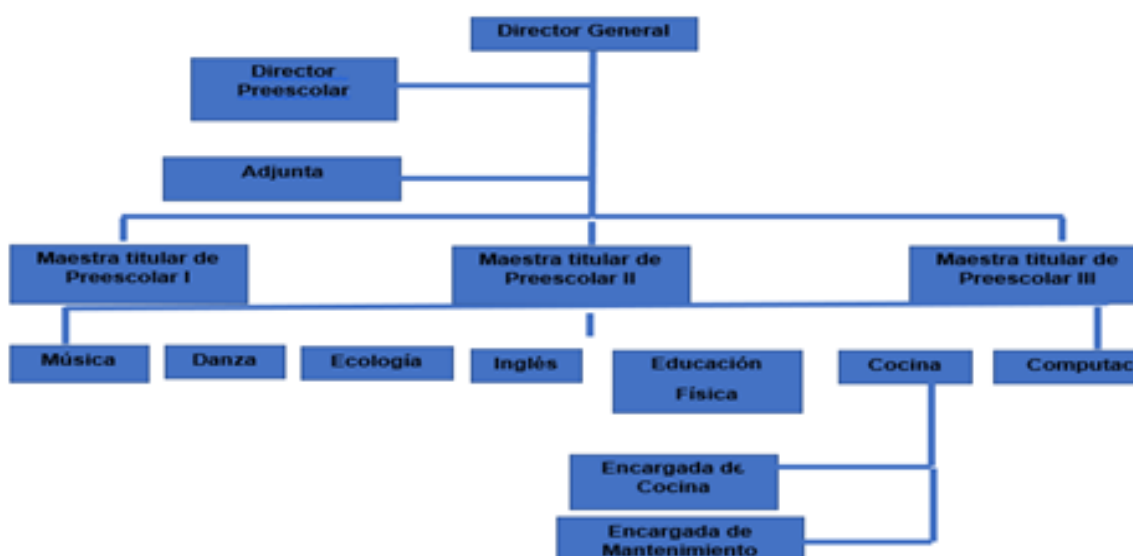 Director General
Director
Preescolar
Adjunta
Maestra titular de
Preescolar I
Maestra titular de
Preescolar II
Maestra titular de
Preescolar III
Música
Danza
Ecología
Inglés
Educación
Física
Cocina
Computac
Encargada de
Cocina
Encargada de
Mantenimiento